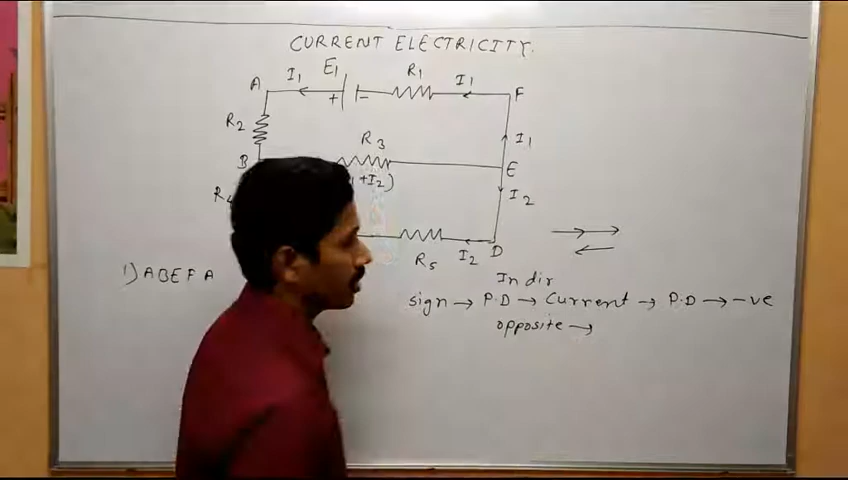 CURRENT ELECTRICITY.
A I1 E1 R1 I1 F
+ −
R2 R3 I1
B +I2) E
I2
R5 I2 D
1) ABEFA
In dir
sign → P.D → Current → P.D → -ve
opposite →